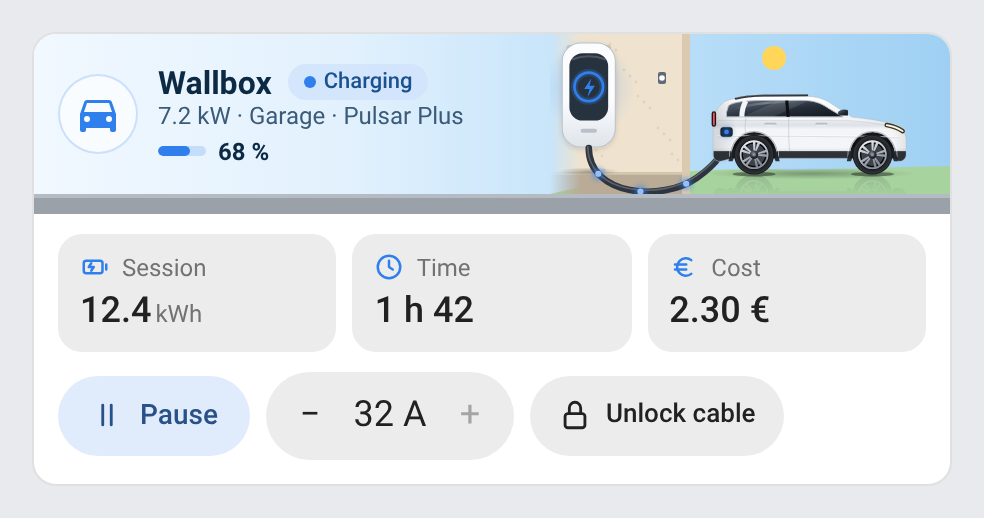 Wallbox
Charging
7.2 kW · Garage · Pulsar Plus
68 %
Session
12.4 kWh
Time
1 h 42
Cost
2.30 €
Pause
− 32 A +
Unlock cable